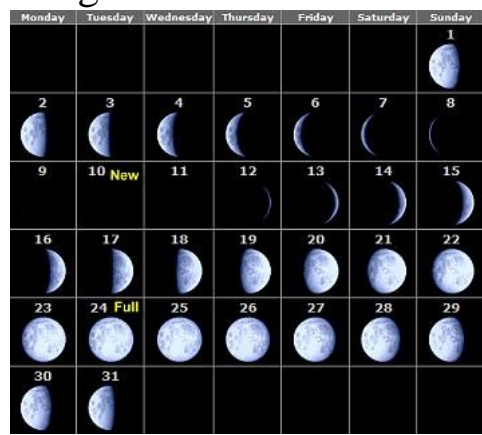 Monday Tuesday Wednesday Thursday Friday Saturday Sunday
1
2 3 4 5 6 7 8
9 10 New 11 12 13 14 15
16 17 18 19 20 21 22
23 24 Full 25 26 27 28 29
30 31